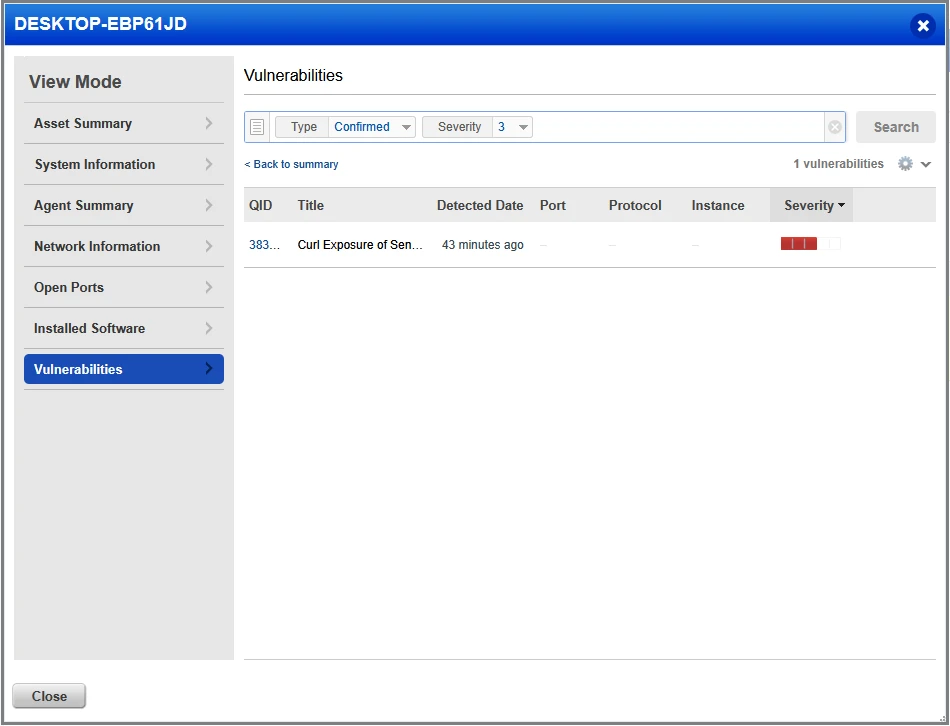 DESKTOP-EBP61JD
View Mode
Asset Summary
System Information
Agent Summary
Network Information
Open Ports
Installed Software
Vulnerabilities
Vulnerabilities
Type Confirmed Severity 3 Search
< Back to summary 1 vulnerabilities
QID Title Detected Date Port Protocol Instance Severity
383... Curl Exposure of Sen... 43 minutes ago – – –
Close